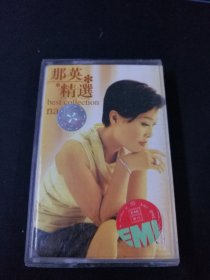 那英
精選
best collection
na
EMI